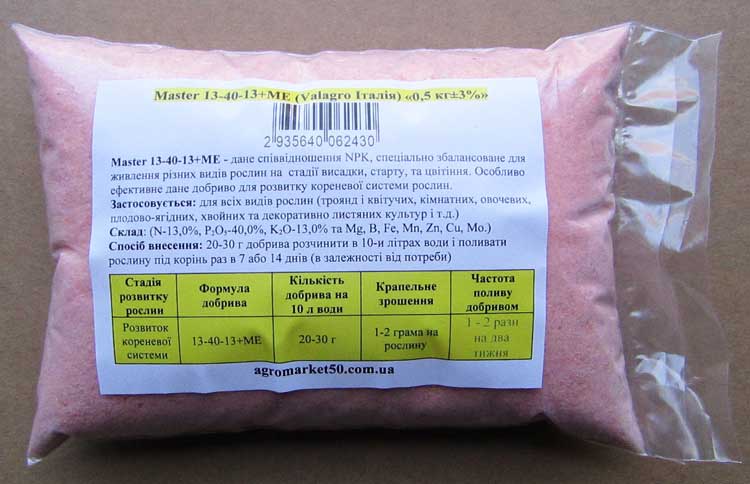 Master 13-40-13+ME (Valagro Італія) «0,5 кг±3%»
2 935640 062430
Master 13-40-13+ME - дане співвідношення NPK, спеціально збалансоване для
живлення різних видів рослин на стадії висадки, старту, та цвітіння. Особливо
ефективне дане добриво для розвитку кореневої системи рослин.
Застосовується: для всіх видів рослин (троянд і квітучих, кімнатних, овочевих,
плодово-ягідних, хвойних та декоративно листяних культур і т.д.)
Склад: (N-13,0%, P₂O₅-40,0%, K₂O-13,0% та Mg, B, Fe, Mn, Zn, Cu, Mo.)
Спосіб внесення: 20-30 г добрива розчинити в 10-и літрах води і поливати
рослину під корінь раз в 7 або 14 днів (в залежності від потреби)
Стадія розвитку рослин
Формула добрива
Кількість добрива на 10 л води
Крапельне зрошення
Частота поливу добривом
Розвиток кореневої системи
13-40-13+ME
20-30 г
1-2 грама на рослину
1 - 2 рази на два тижня
agromarket50.com.ua